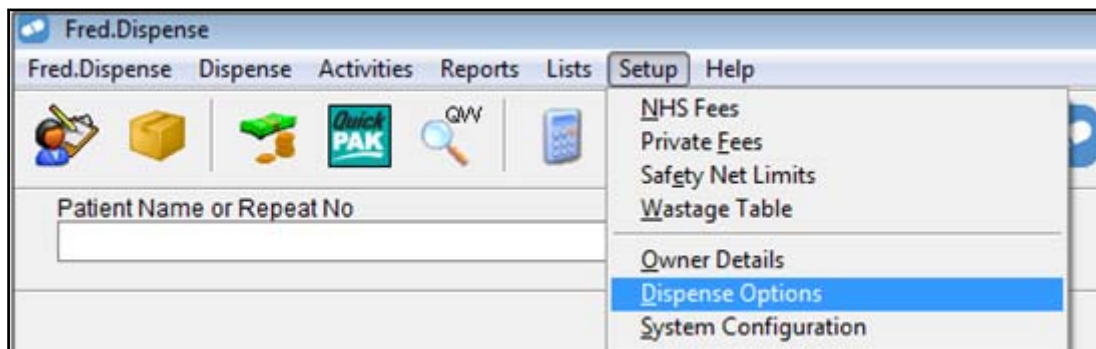 Fred.Dispense
Fred.Dispense Dispense Activities Reports Lists Setup Help
Quick
PAK
QVV
NHS Fees
Private Fees
Safety Net Limits
Wastage Table
Patient Name or Repeat No
Owner Details
Dispense Options
System Configuration